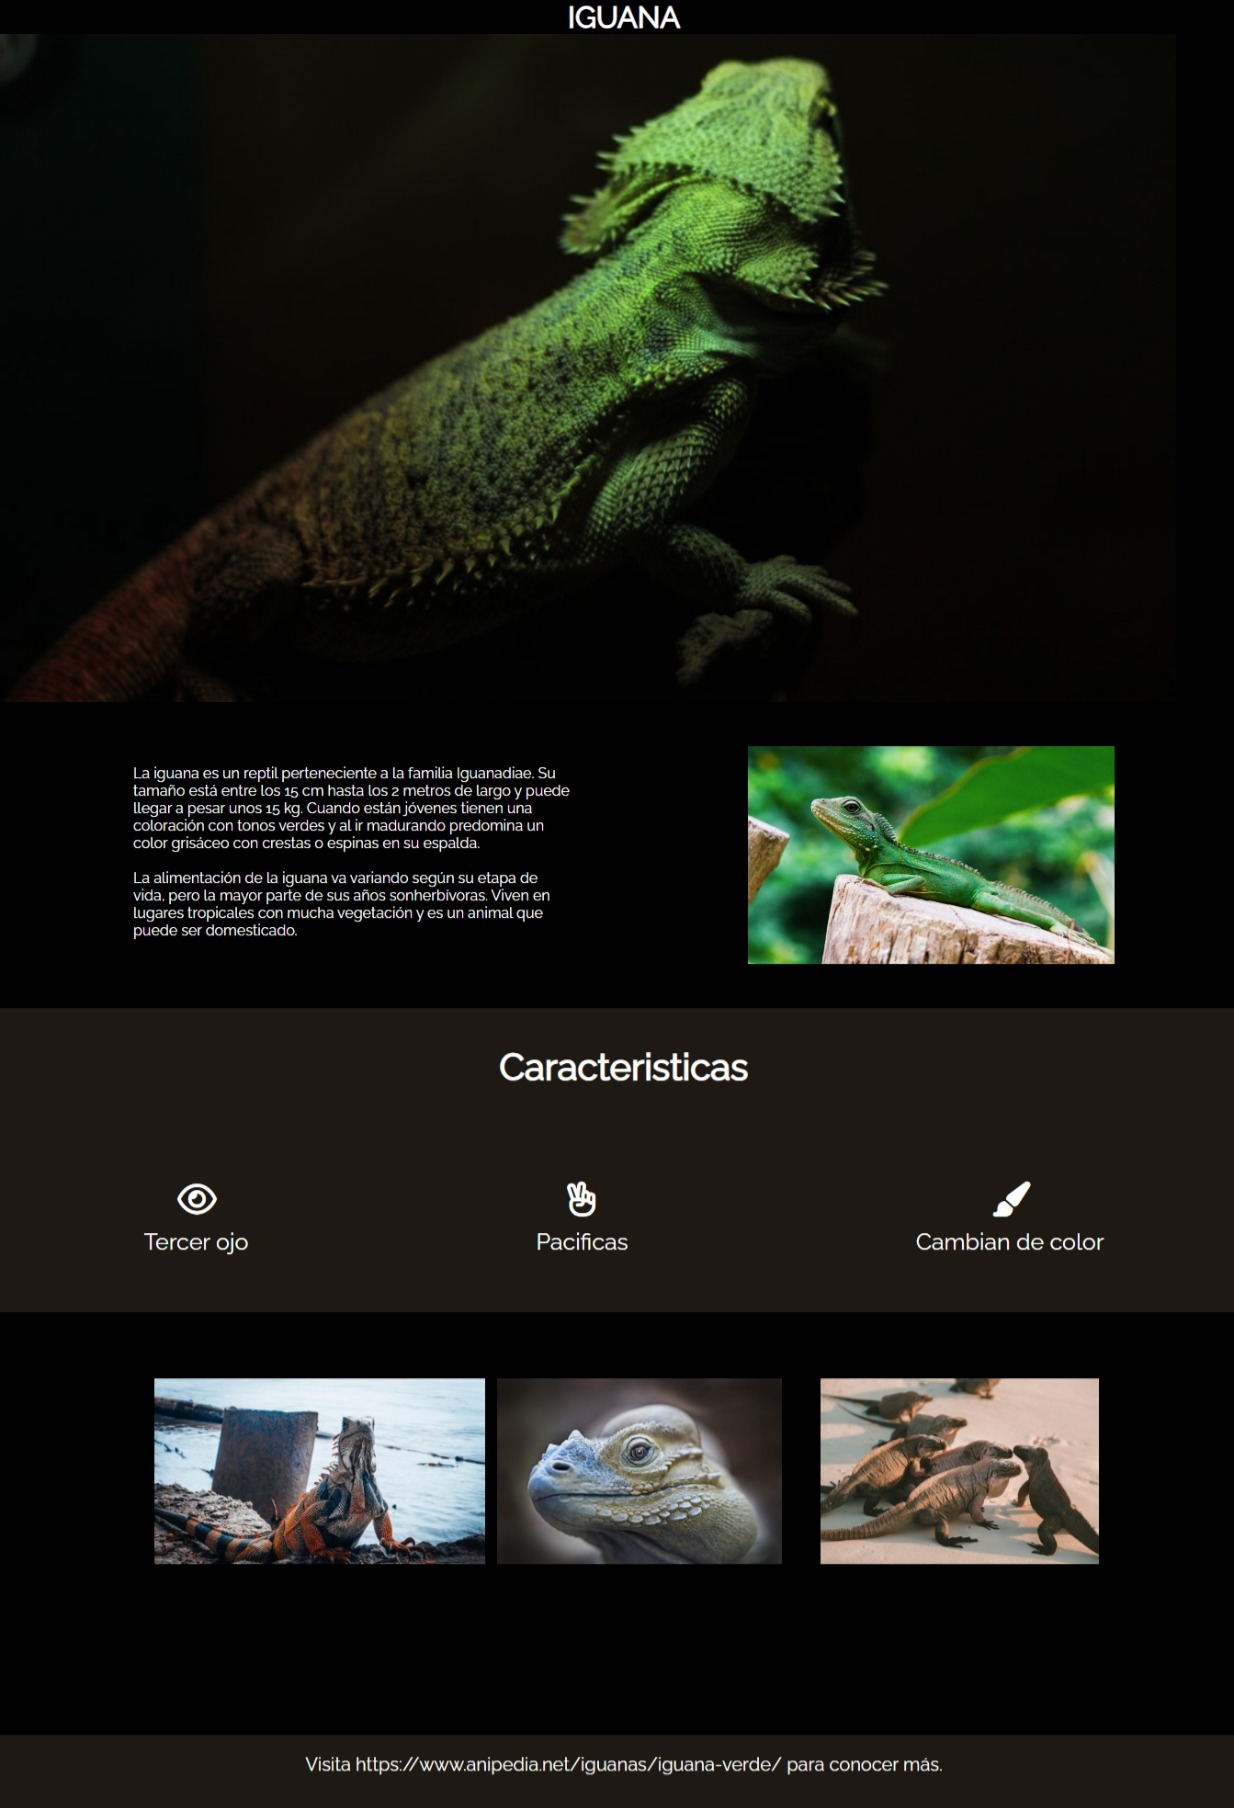 IGUANA
La iguana es un reptil perteneciente a la familia Iguanadiae. Su
tamaño está entre los 15 cm hasta los 2 metros de largo y puede
llegar a pesar unos 15 kg. Cuando están jóvenes tienen una
coloración con tonos verdes y al ir madurando predomina un
color grisáceo con crestas o espinas en su espalda.
La alimentación de la iguana va variando según su etapa de
vida, pero la mayor parte de sus años sonherbívoras. Viven en
lugares tropicales con mucha vegetación y es un animal que
puede ser domesticado.
Caracteristicas
Tercer ojo
Pacificas
Cambian de color
Visita https://www.anipedia.net/iguanas/iguana-verde/ para conocer más.